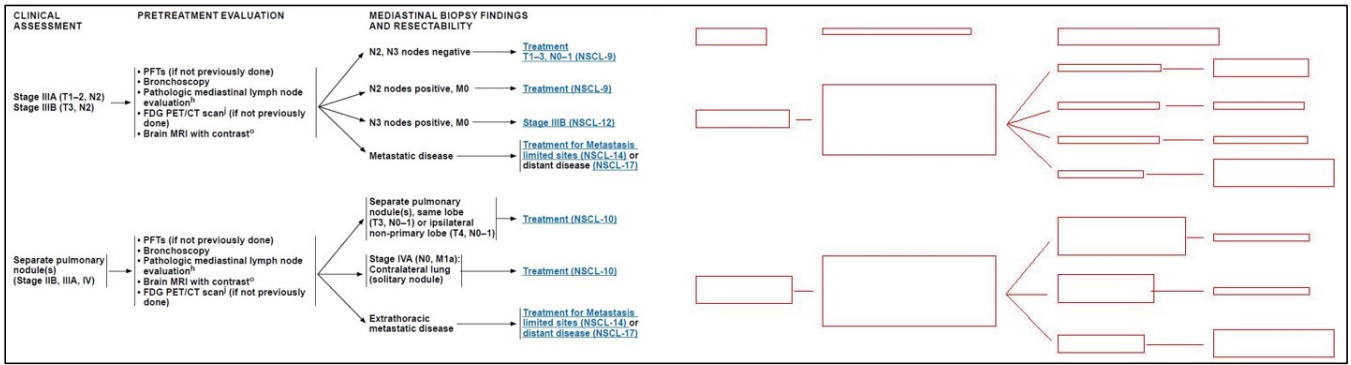 CLINICAL ASSESSMENT
PRETREATMENT EVALUATION
MEDIASTINAL BIOPSY FINDINGS
AND RESECTABILITY
Stage IIIA (T1–2, N2)
Stage IIIB (T3, N2)
• PFTs (if not previously done)
• Bronchoscopy
• Pathologic mediastinal lymph node
evaluationʰ
• FDG PET/CT scanʲ (if not previously
done)
• Brain MRI with contrastᵒ
N2, N3 nodes negative
Treatment
T1–3, N0–1 (NSCL-9)
N2 nodes positive, M0
Treatment (NSCL-9)
N3 nodes positive, M0
Stage IIIB (NSCL-12)
Metastatic disease
Treatment for Metastasis
limited sites (NSCL-14) or
distant disease (NSCL-17)
Separate pulmonary
nodule(s)
(Stage IIB, IIIA, IV)
• PFTs (if not previously done)
• Bronchoscopy
• Pathologic mediastinal lymph node
evaluationʰ
• Brain MRI with contrastᵒ
• FDG PET/CT scanʲ (if not previously
done)
Separate pulmonary
nodule(s), same lobe
(T3, N0–1) or ipsilateral
non-primary lobe (T4, N0–1)
Treatment (NSCL-10)
Stage IVA (N0, M1a):
Contralateral lung
(solitary nodule)
Treatment (NSCL-10)
Extrathoracic
metastatic disease
Treatment for Metastasis
limited sites (NSCL-14) or
distant disease (NSCL-17)